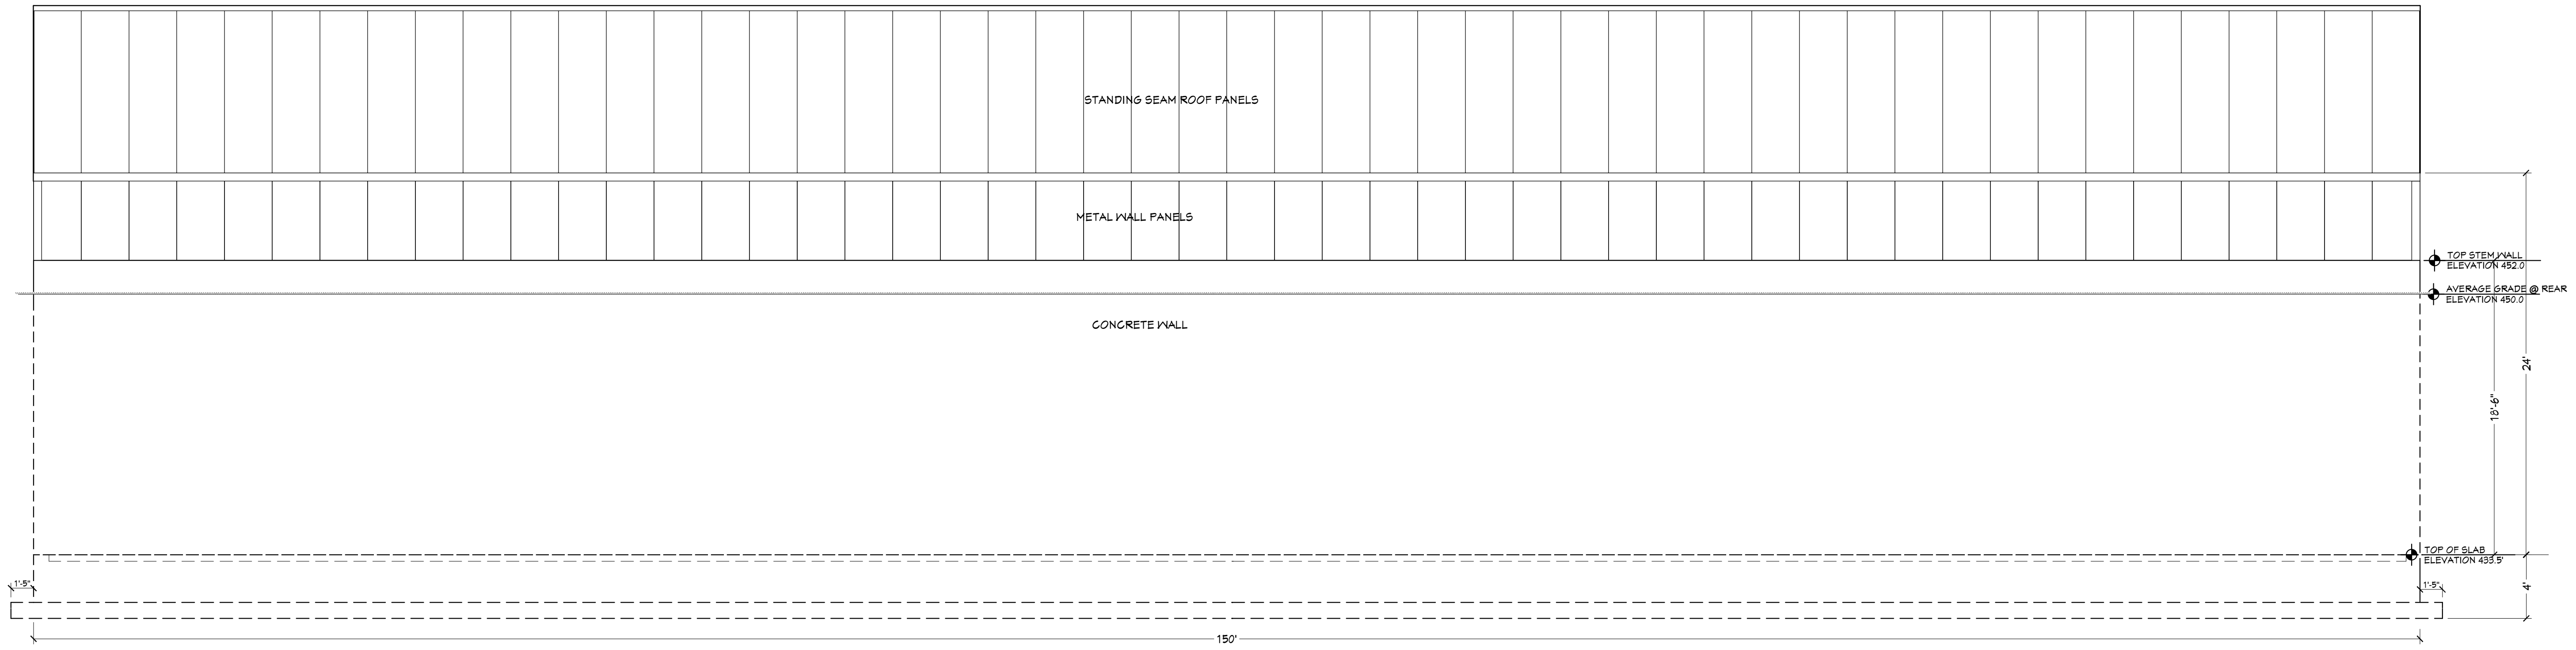 STANDING SEAM ROOF PANELS
METAL WALL PANELS
TOP STEM WALL
ELEVATION 452.0
AVERAGE GRADE @ REAR
ELEVATION 450.0
CONCRETE WALL
24'
18'-6"
TOP OF SLAB
ELEVATION 433.5'
1'-5"
1'-5"
4'
150'